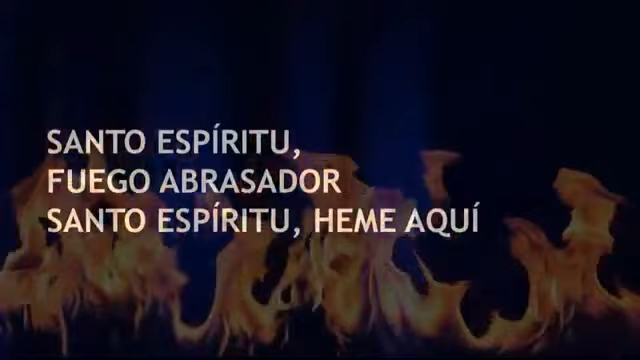 SANTO ESPÍRITU,
FUEGO ABRASADOR
SANTO ESPÍRITU, HEME AQUÍ